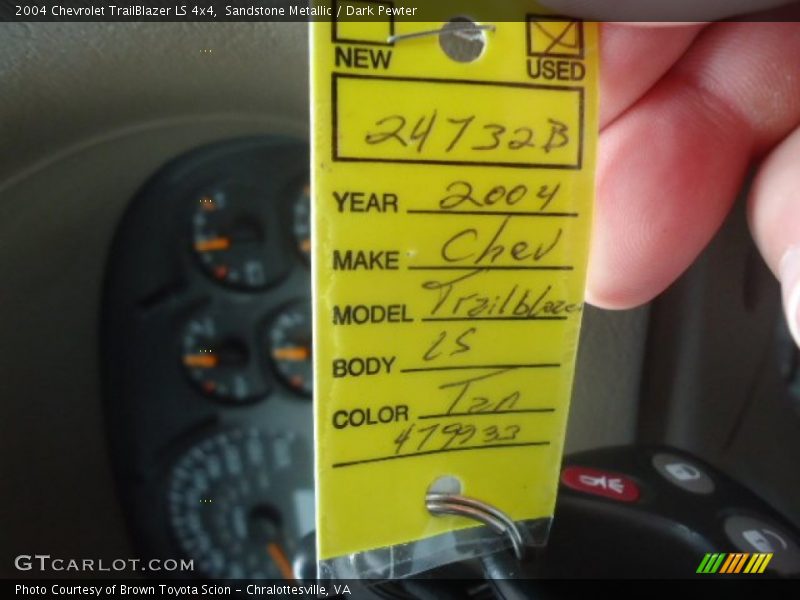 2004 Chevrolet TrailBlazer LS 4x4, Sandstone Metallic / Dark Pewter
NEW
USED
24732B
YEAR 2004
MAKE Chev
MODEL Trailblazer
BODY LS
COLOR Tan
479933
GTCARLOT.COM
Photo Courtesy of Brown Toyota Scion - Chralottesville, VA